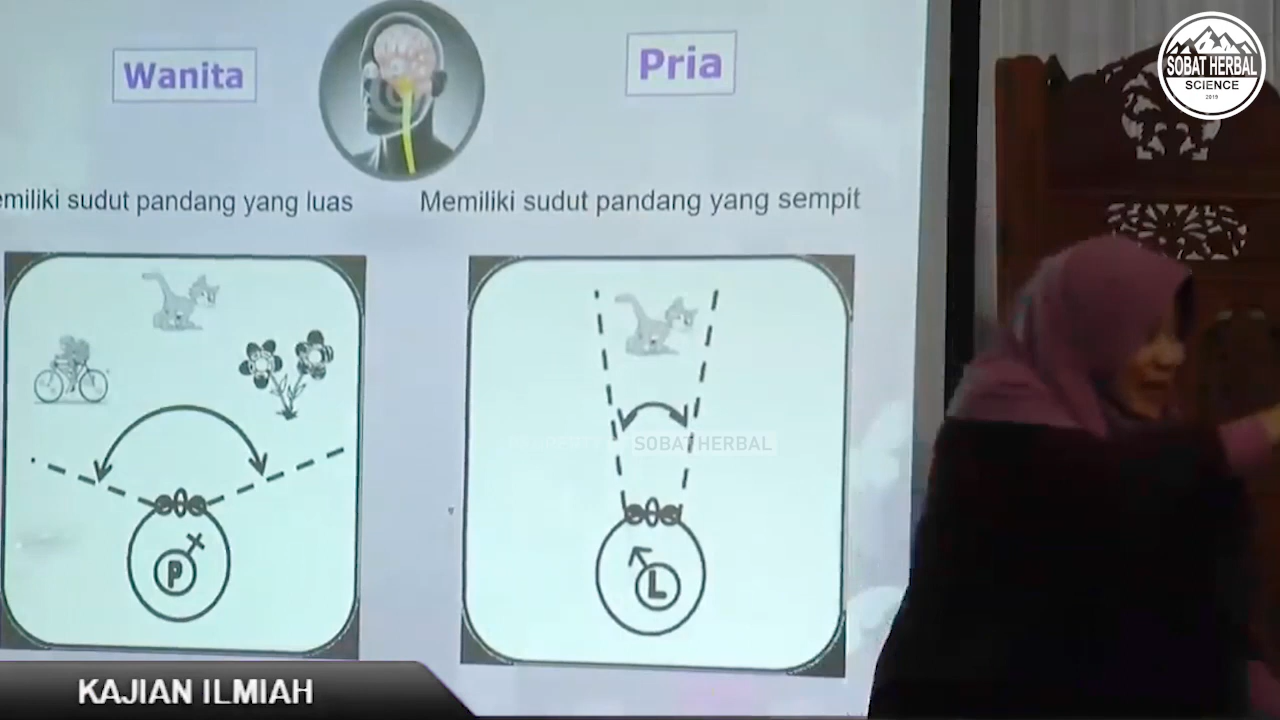 Wanita
Pria
emiliki sudut pandang yang luas
Memiliki sudut pandang yang sempit
P
L
SOBAT HERBAL
SOBAT HERBAL
SCIENCE
2019
KAJIAN ILMIAH